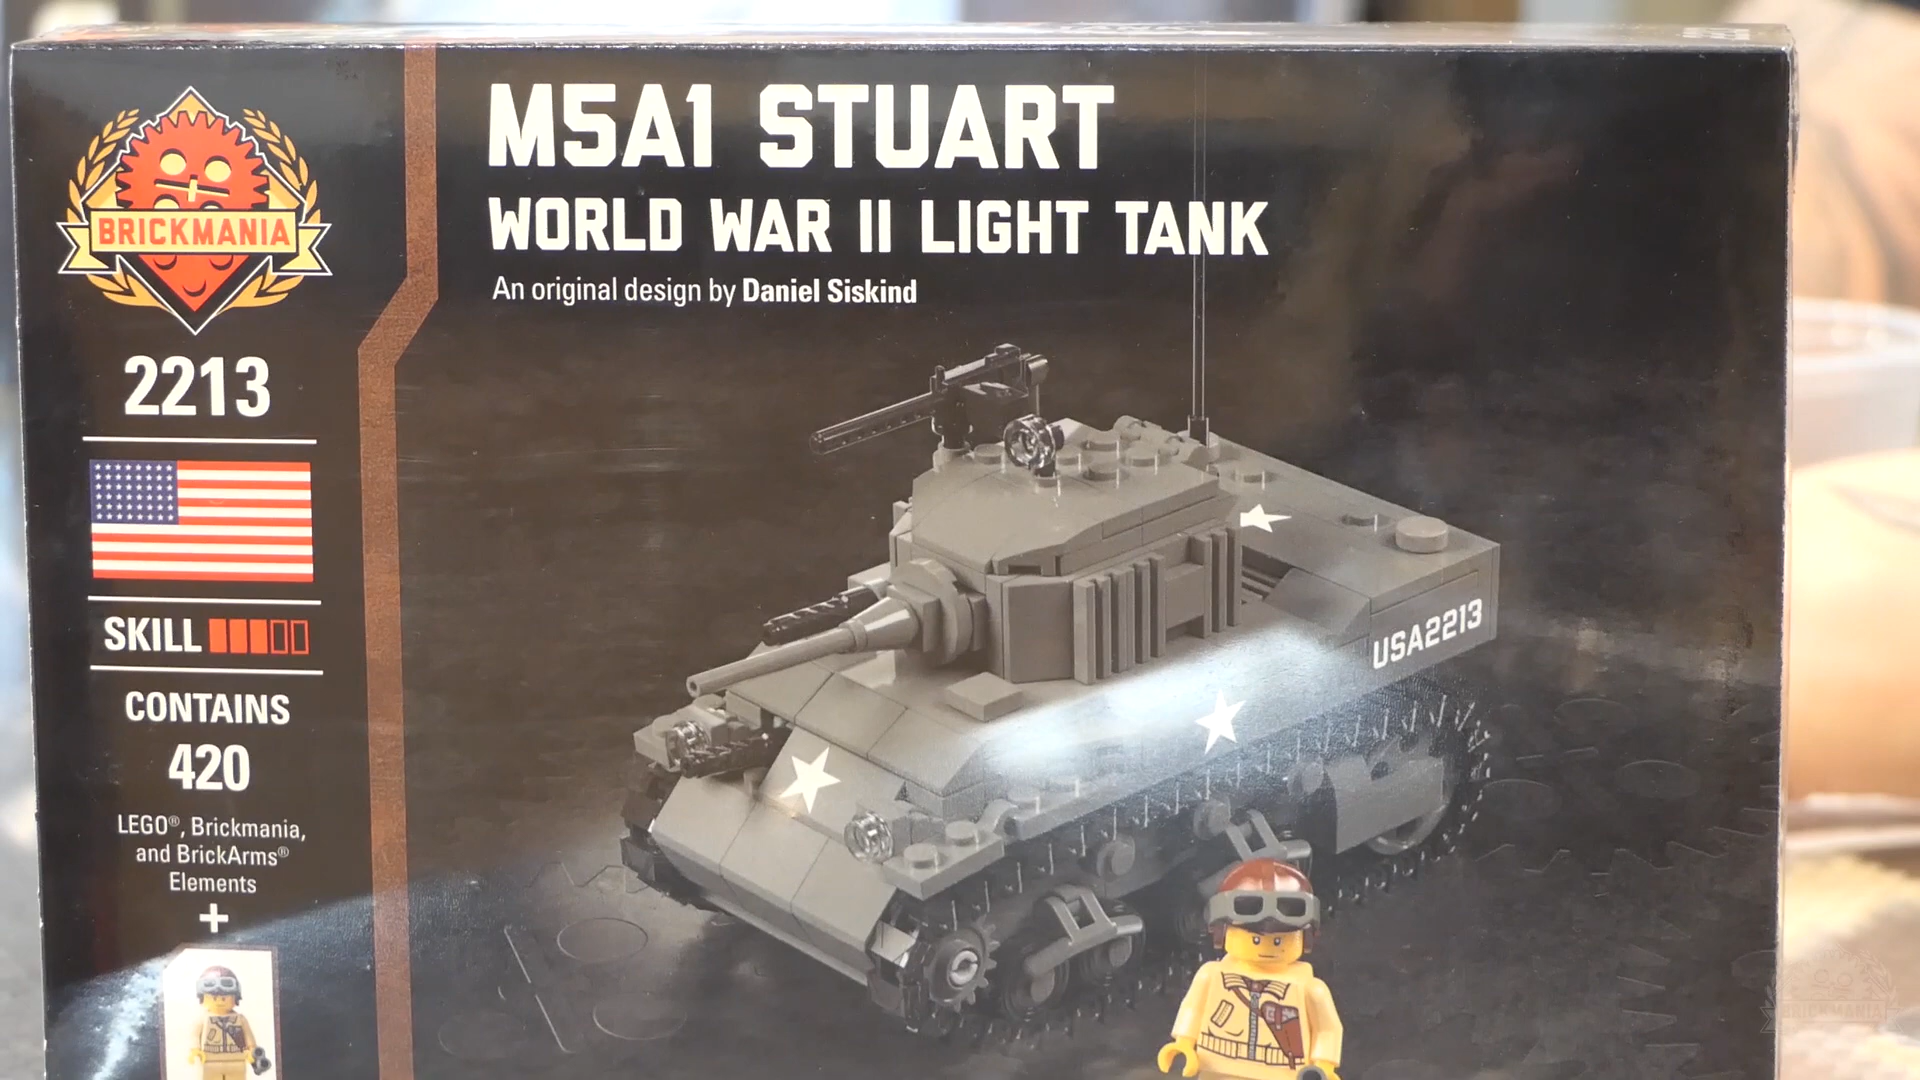 BRICKMANIA
2213
SKILL
CONTAINS
420
LEGO®, Brickmania,
and BrickArms®
Elements
+
M5A1 STUART
WORLD WAR II LIGHT TANK
An original design by Daniel Siskind
USA2213
BRICKMANIA